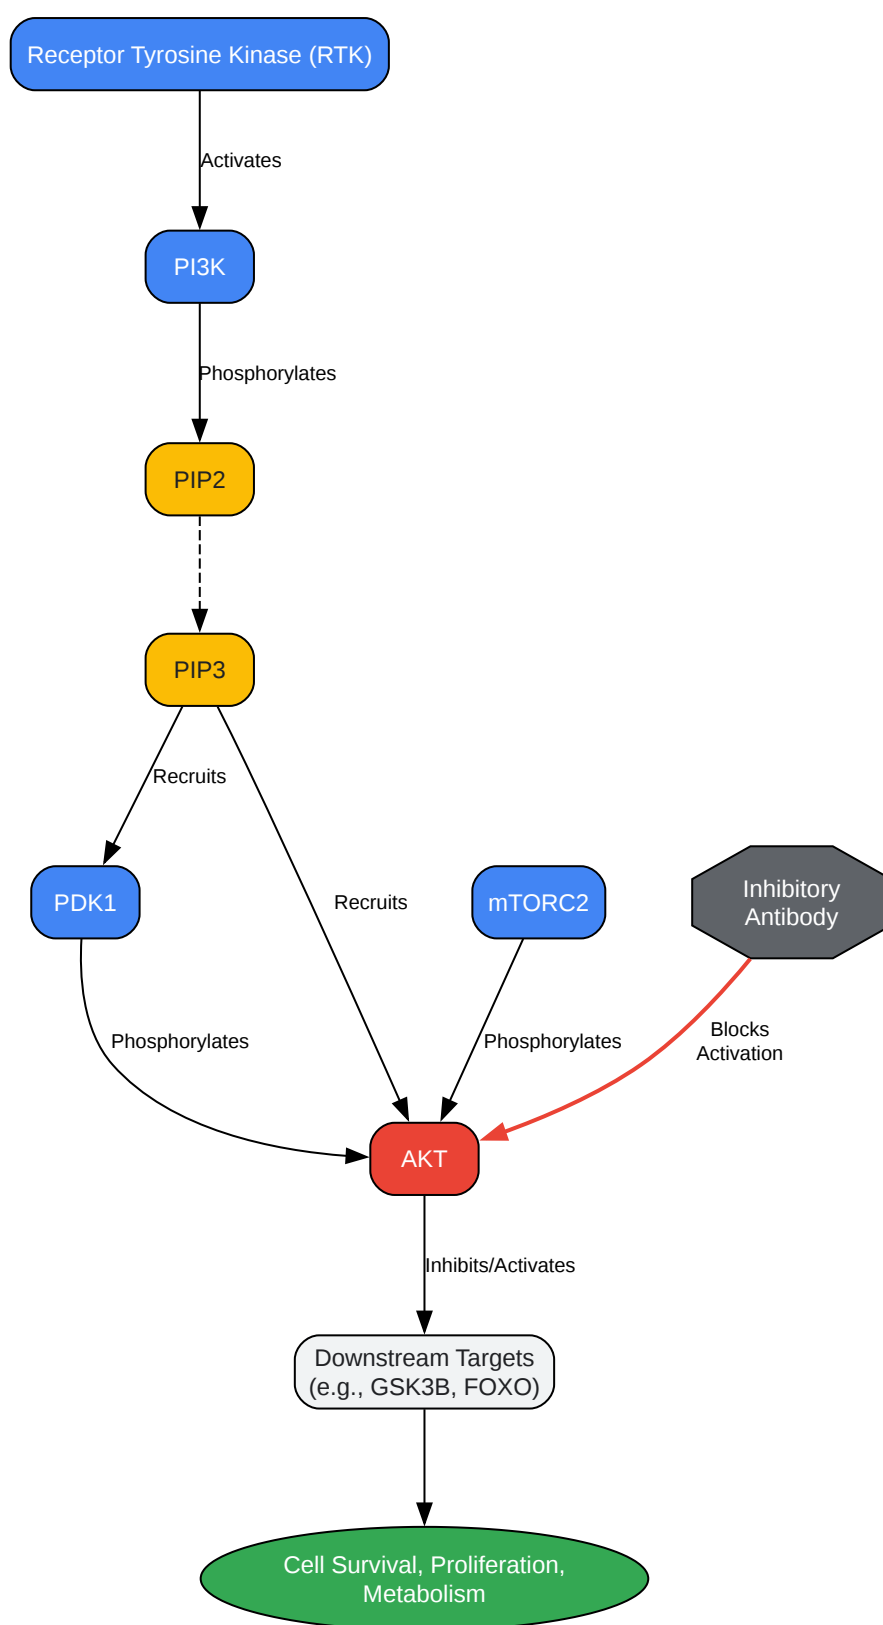 Receptor Tyrosine Kinase (RTK)
Activates
PI3K
Phosphorylates
PIP2
PIP3
Recruits
PDK1
Recruits
mTORC2
Inhibitory
Antibody
Phosphorylates
Phosphorylates
Blocks
Activation
AKT
Inhibits/Activates
Downstream Targets
(e.g., GSK3B, FOXO)
Cell Survival, Proliferation,
Metabolism